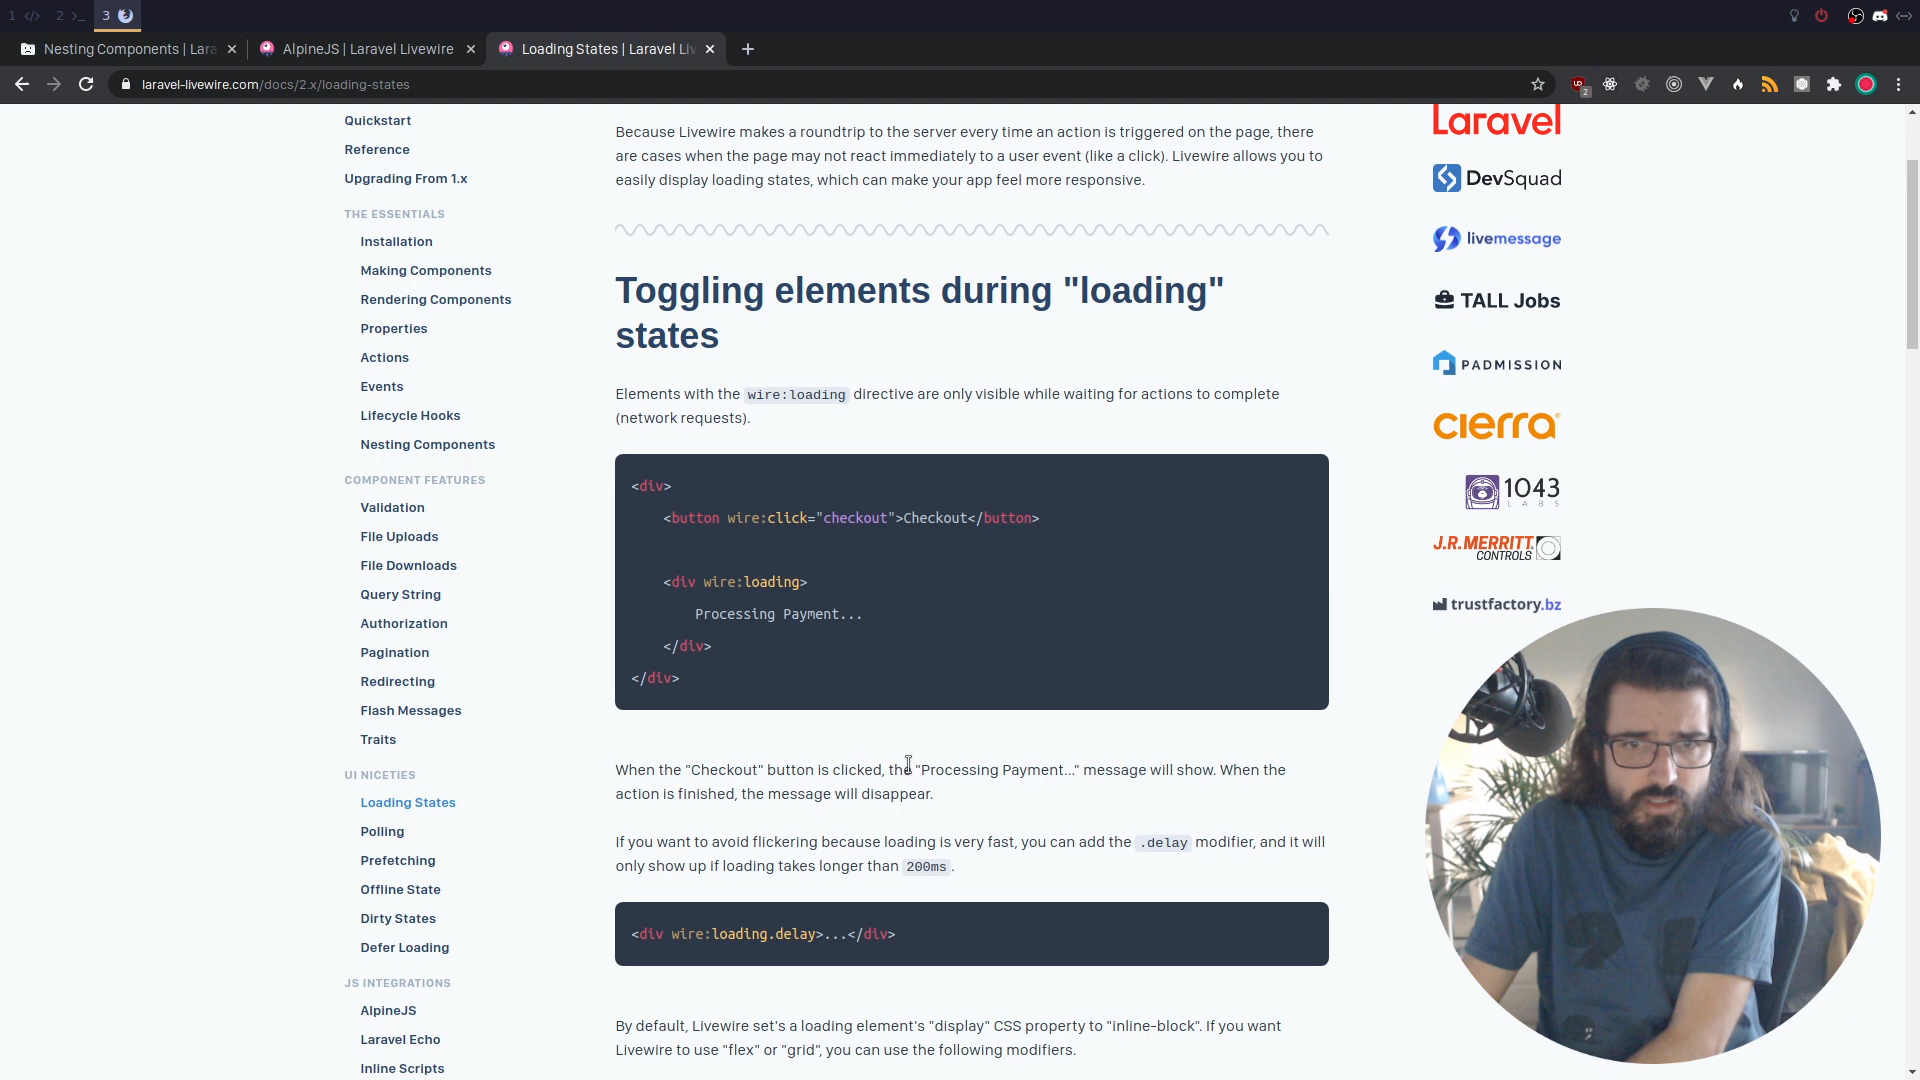 1 </> 2 >_ 3
Nesting Components | Lara
AlpineJS | Laravel Livewire
Loading States | Laravel Liv
laravel-livewire.com/docs/2.x/loading-states
2
Quickstart
Reference
Upgrading From 1.x
THE ESSENTIALS
Installation
Making Components
Rendering Components
Properties
Actions
Events
Lifecycle Hooks
Nesting Components
COMPONENT FEATURES
Validation
File Uploads
File Downloads
Query String
Authorization
Pagination
Redirecting
Flash Messages
Traits
UI NICETIES
Loading States
Polling
Prefetching
Offline State
Dirty States
Defer Loading
JS INTEGRATIONS
AlpineJS
Laravel Echo
Inline Scripts
Because Livewire makes a roundtrip to the server every time an action is triggered on the page, there
are cases when the page may not react immediately to a user event (like a click). Livewire allows you to
easily display loading states, which can make your app feel more responsive.
Toggling elements during "loading"
states
Elements with the wire:loading directive are only visible while waiting for actions to complete
(network requests).
<div>
<button wire:click="checkout">Checkout</button>
<div wire:loading>
Processing Payment...
</div>
</div>
When the "Checkout" button is clicked, the "Processing Payment..." message will show. When the
action is finished, the message will disappear.
If you want to avoid flickering because loading is very fast, you can add the .delay modifier, and it will
only show up if loading takes longer than 200ms.
<div wire:loading.delay>...</div>
By default, Livewire set's a loading element's "display" CSS property to "inline-block". If you want
Livewire to use "flex" or "grid", you can use the following modifiers.
Laravel
DevSquad
livemessage
TALL Jobs
PADMISSION
cierra
1043
LABS
J.R.MERRITT
CONTROLS
trustfactory.bz